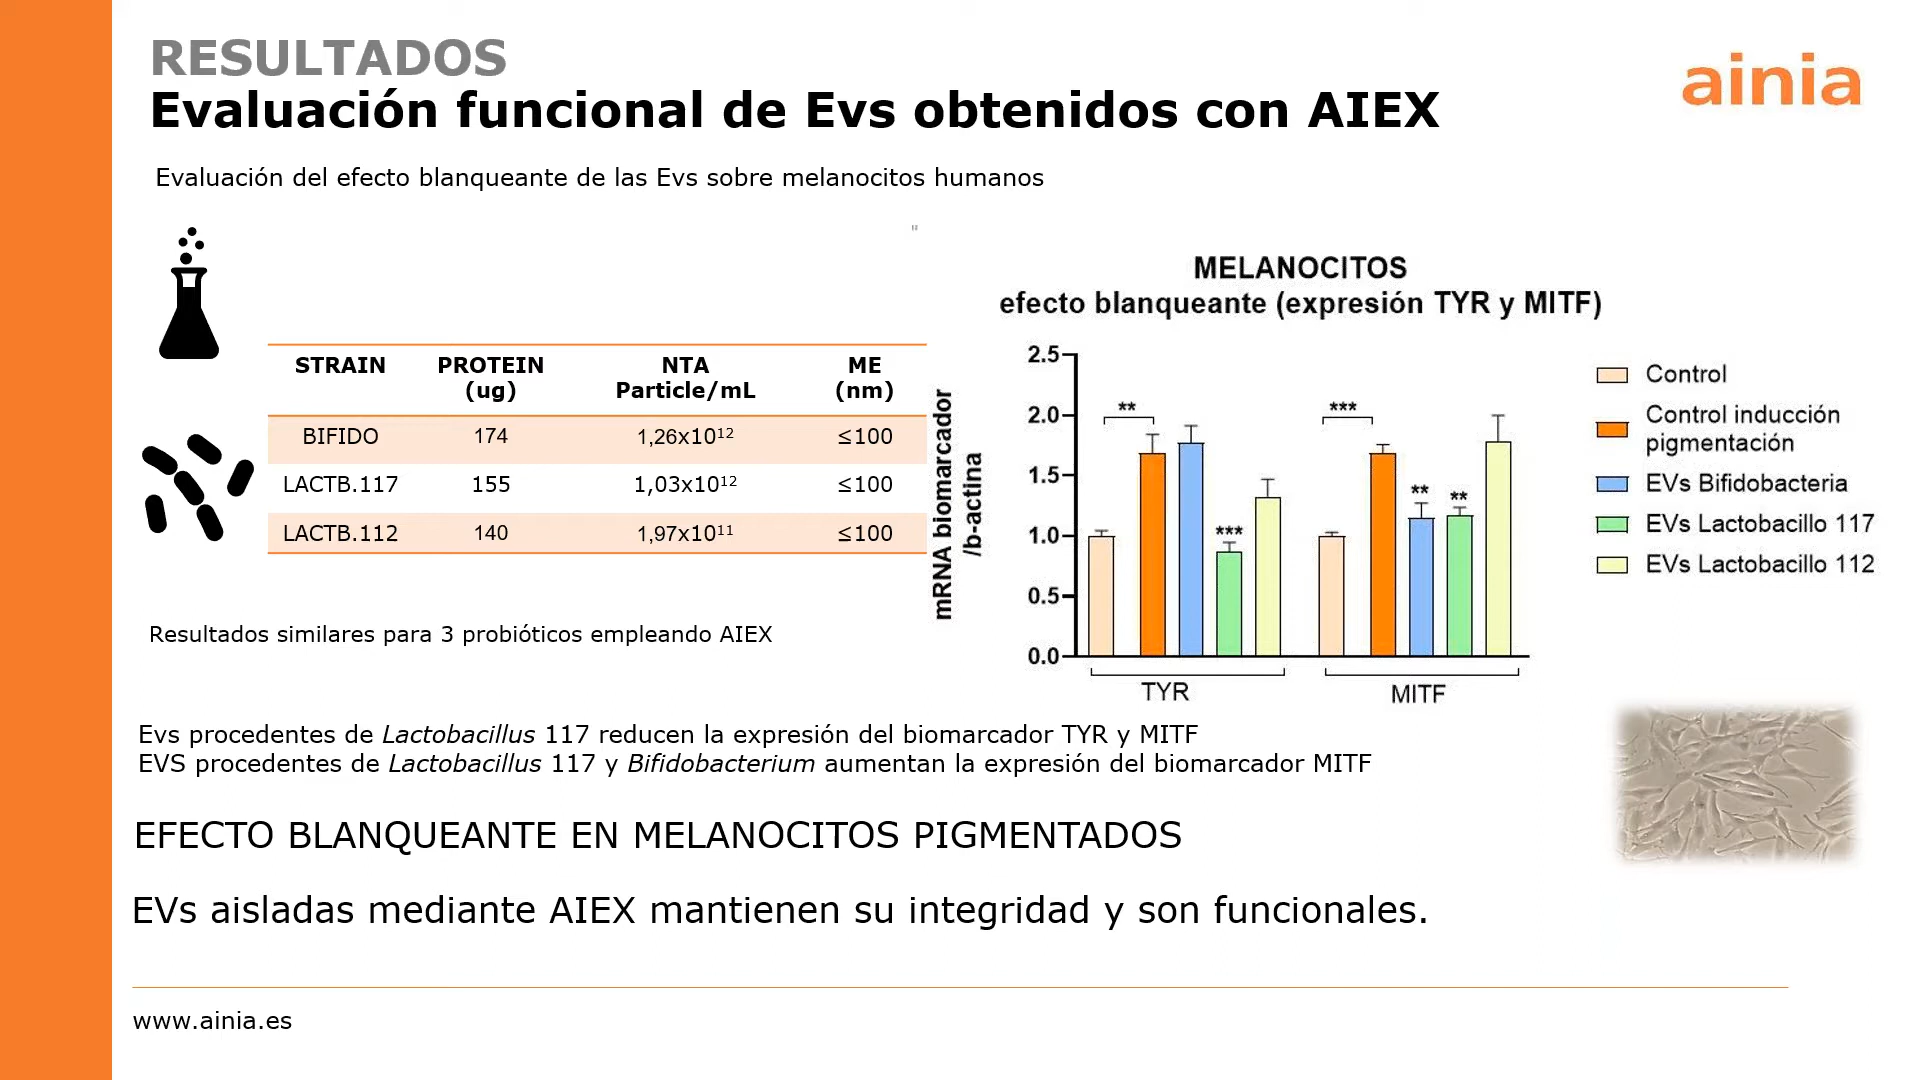 RESULTADOS
Evaluación funcional de Evs obtenidos con AIEX
ainia
Evaluación del efecto blanqueante de las Evs sobre melanocitos humanos
"
STRAIN PROTEIN (ug) NTA Particle/mL ME (nm)
BIFIDO 174 1,26x10¹² ≤100
LACTB.117 155 1,03x10¹² ≤100
LACTB.112 140 1,97x10¹¹ ≤100
Resultados similares para 3 probióticos empleando AIEX
MELANOCITOS
efecto blanqueante (expresión TYR y MITF)
mRNA biomarcador
/b-actina
2.5
2.0
1.5
1.0
0.5
0.0
** *** *** ** **
TYR MITF
Control
Control inducción
pigmentación
EVs Bifidobacteria
EVs Lactobacillo 117
EVs Lactobacillo 112
Evs procedentes de Lactobacillus 117 reducen la expresión del biomarcador TYR y MITF
EVS procedentes de Lactobacillus 117 y Bifidobacterium aumentan la expresión del biomarcador MITF
EFECTO BLANQUEANTE EN MELANOCITOS PIGMENTADOS
EVs aisladas mediante AIEX mantienen su integridad y son funcionales.
www.ainia.es